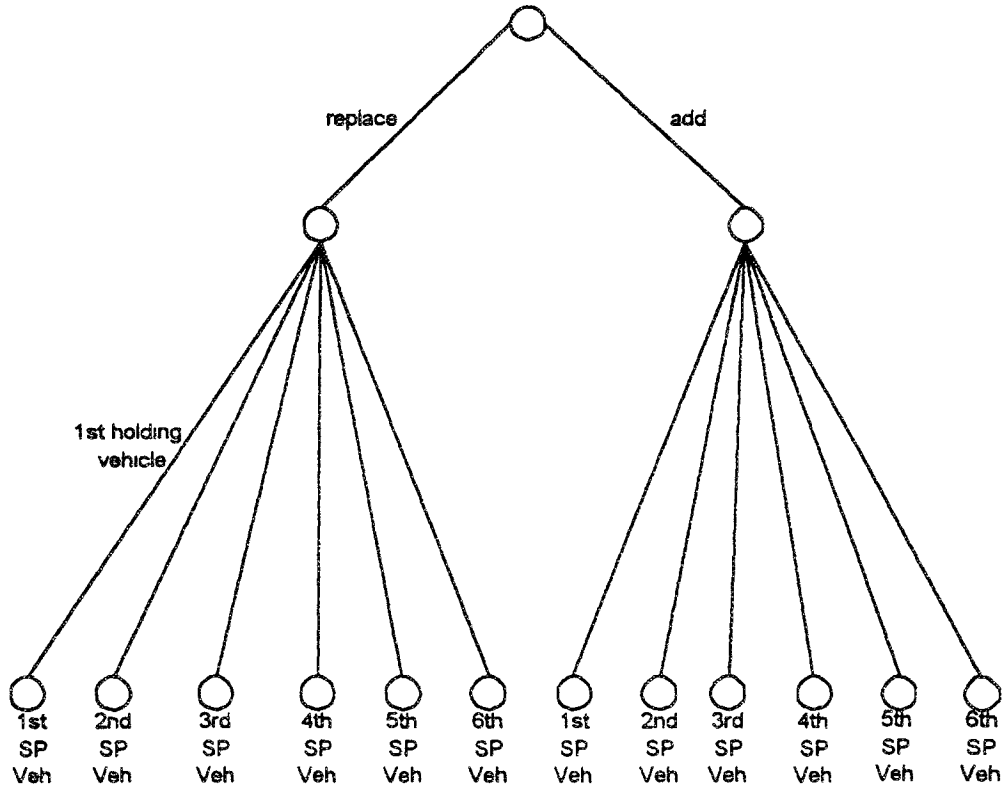 replace
add
1st holding
vehicle
1st 2nd 3rd 4th 5th 6th 1st 2nd 3rd 4th 5th 6th
SP SP SP SP SP SP SP SP SP SP SP SP
Veh Veh Veh Veh Veh Veh Veh Veh Veh Veh Veh Veh